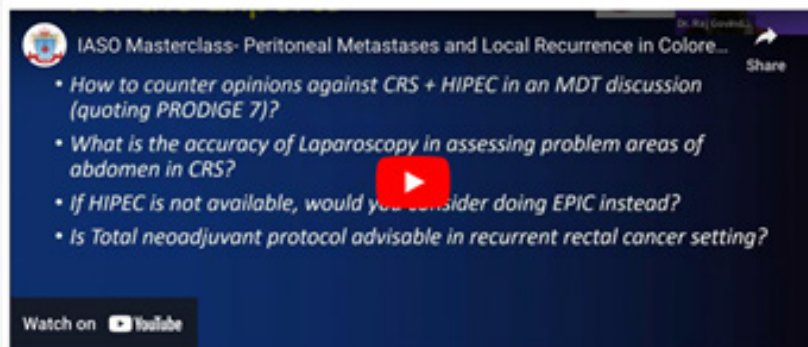 Dr. Raj Govind
IASO Masterclass- Peritoneal Metastases and Local Recurrence in Colore...
Share
• How to counter opinions against CRS + HIPEC in an MDT discussion
(quoting PRODIGE 7)?
• What is the accuracy of Laparoscopy in assessing problem areas of
abdomen in CRS?
• If HIPEC is not available, would you consider doing EPIC instead?
• Is Total neoadjuvant protocol advisable in recurrent rectal cancer setting?
Watch on YouTube